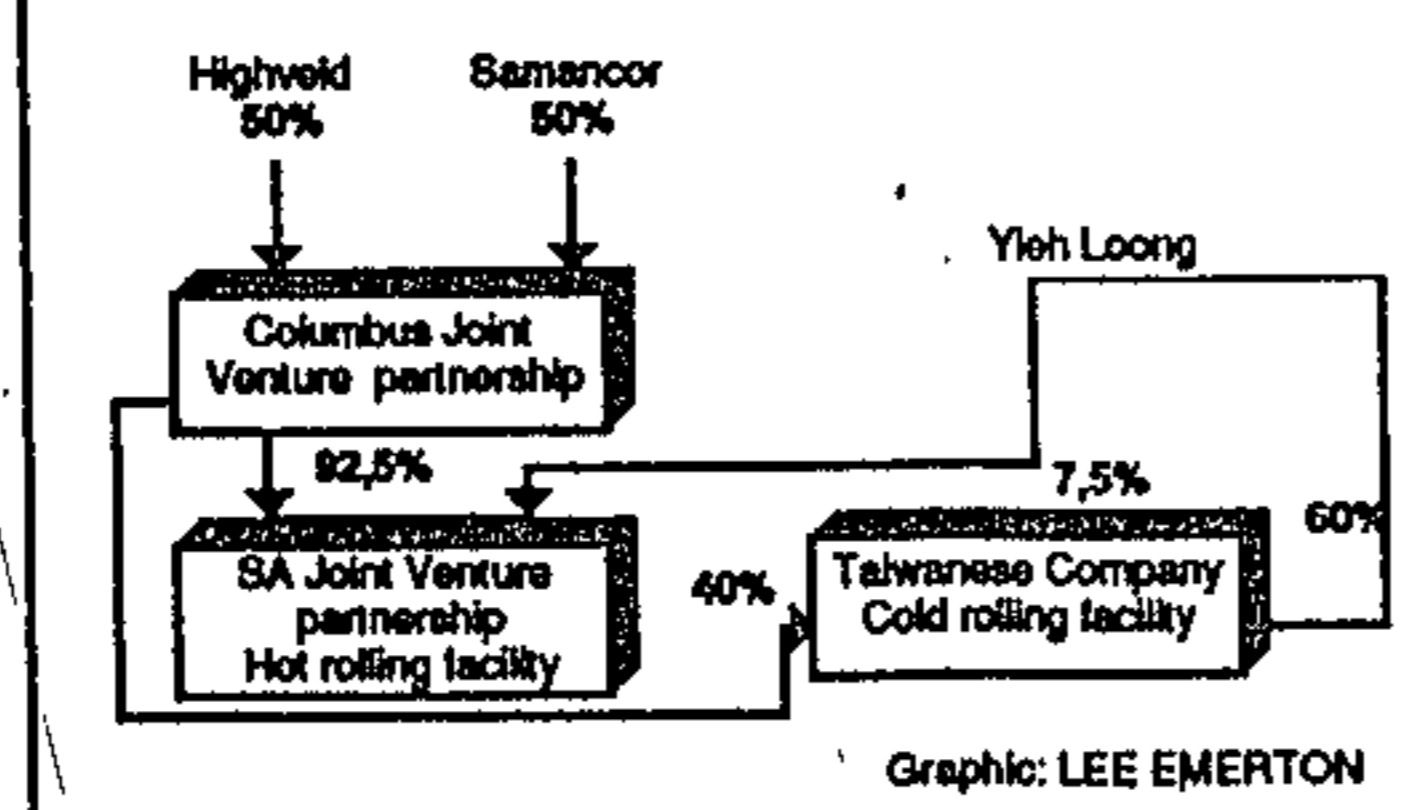 Highveld
50%
Samancor
50%
Yieh Loong
Columbus Joint
Venture partnership
92,5%
7,5%
60%
SA Joint Venture
partnership
Hot rolling facility
40%
Taiwanese Company
Cold rolling facility
Graphic: LEE EMERTON